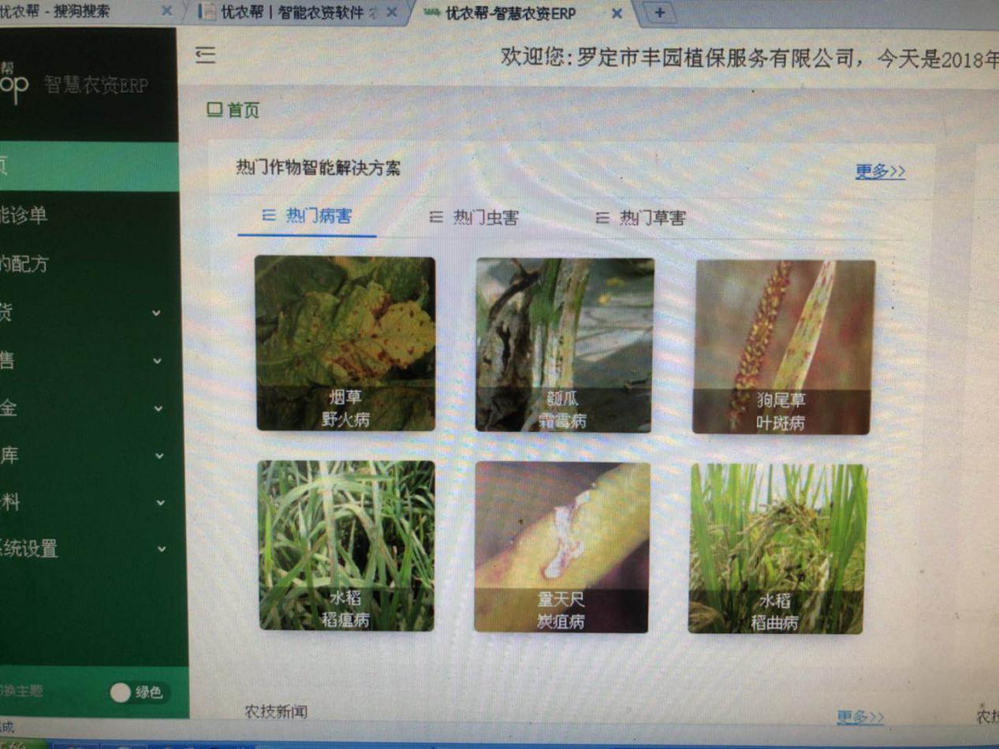 优农帮 - 搜狗搜索
优农帮丨智能农资软件
优农帮-智慧农资ERP
帮
op 智慧农资ERP
欢迎您:罗定市丰园植保服务有限公司，今天是2018年
首页
页
能诊单
的配方
货
售
金
库
料
系统设置
切换主题
绿色
热门作物智能解决方案
更多>>
热门病害
热门虫害
热门草害
烟草
野火病
瓠瓜
霜霉病
狗尾草
叶斑病
水稻
稻瘟病
量天尺
炭疽病
水稻
稻曲病
农技新闻
更多>>
农技
完成
开始